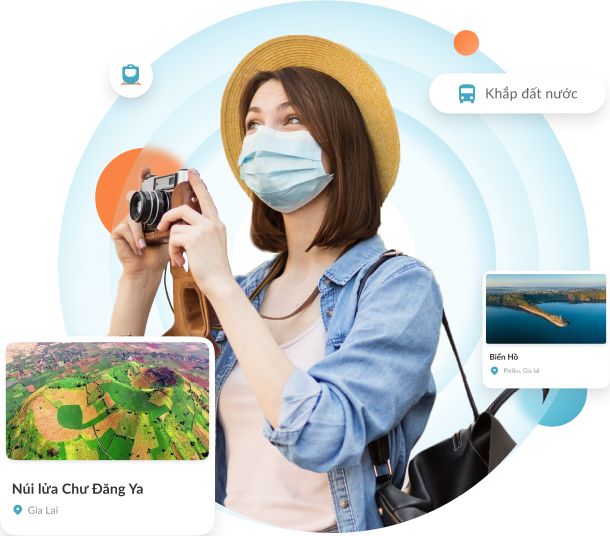 Khắp đất nước
Biển Hồ
Pleiku, Gia lai
Núi lửa Chư Đăng Ya
Gia Lai